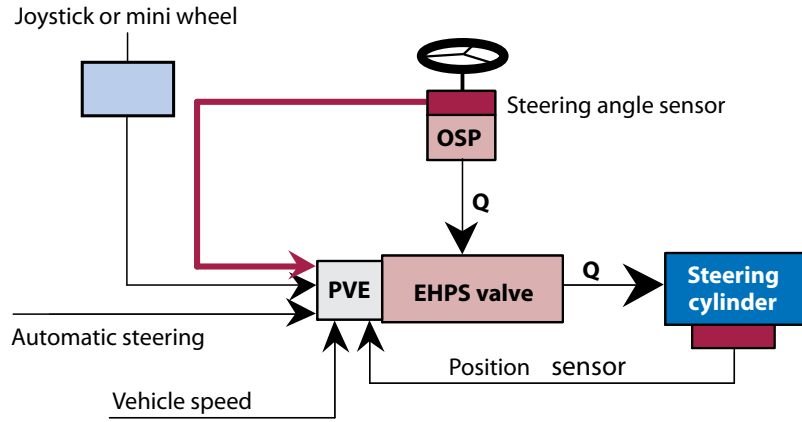 Joystick or mini wheel
Steering angle sensor
OSP
Q
PVE
EHPS valve
Q
Steering
cylinder
Automatic steering
Position sensor
Vehicle speed